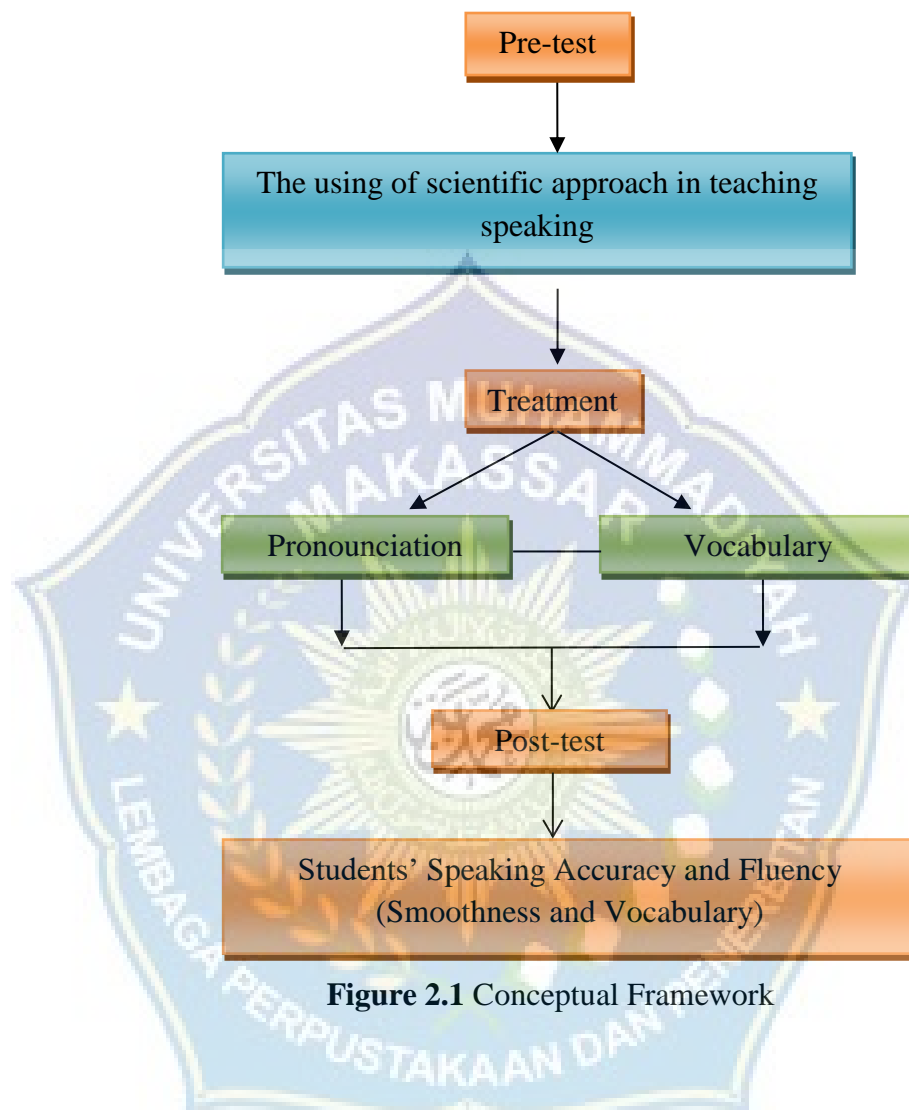 Pre-test
The using of scientific approach in teaching
speaking
Treatment
Pronounciation
Vocabulary
Post-test
Students’ Speaking Accuracy and Fluency
(Smoothness and Vocabulary)
Figure 2.1 Conceptual Framework
UNIVERSITAS MUHAMMADIYAH
MAKASSAR
LEMBAGA PERPUSTAKAAN DAN PENERBITAN